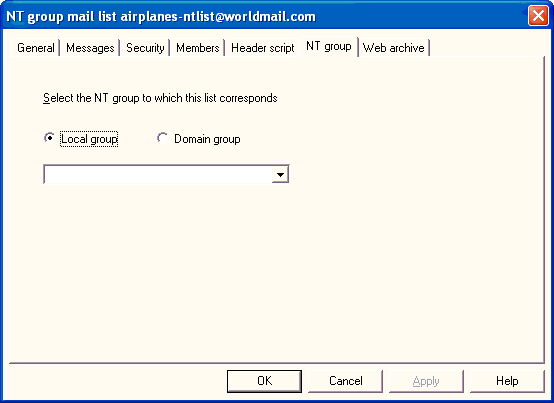 NT group mail list airplanes-ntlist@worldmail.com
General Messages Security Members Header script NT group Web archive
Select the NT group to which this list corresponds
Local group Domain group
OK Cancel Apply Help